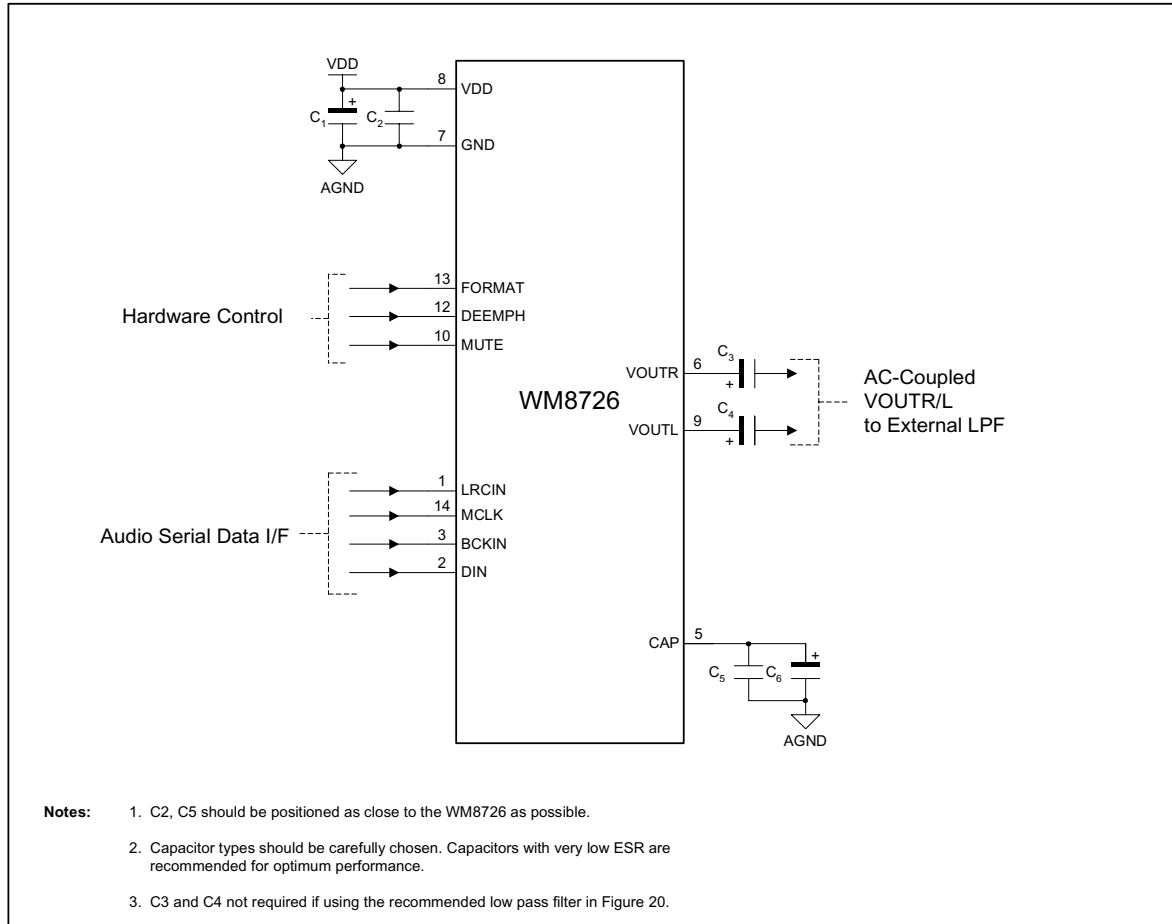 VDD
8
VDD
+
C1
C2
7
GND
AGND
13
FORMAT
Hardware Control
12
DEEMPH
10
MUTE
WM8726
VOUTR
6
C3
+
AC-Coupled
VOUTR/L
to External LPF
VOUTL
9
C4
+
1
LRCIN
14
MCLK
Audio Serial Data I/F
3
BCKIN
2
DIN
CAP
5
C5
C6
+
AGND
Notes: 1. C2, C5 should be positioned as close to the WM8726 as possible.
2. Capacitor types should be carefully chosen. Capacitors with very low ESR are
recommended for optimum performance.
3. C3 and C4 not required if using the recommended low pass filter in Figure 20.